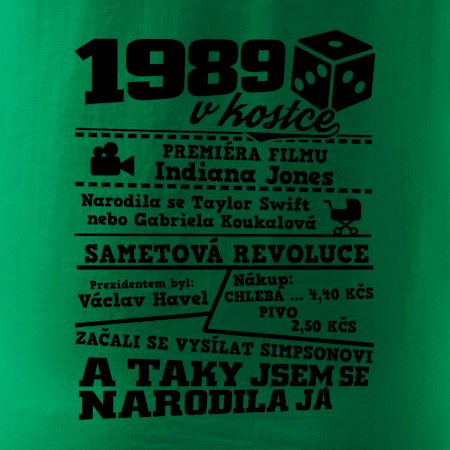 1989
v kostce
PREMIÉRA FILMU
Indiana Jones
Narodila se Taylor Swift
nebo Gabriela Koukalová
SAMETOVÁ REVOLUCE
Prezidentem byl:
Václav Havel
Nákup:
CHLEBA ... 4,40 KČS
PIVO
2,50 KČS
ZAČALI SE VYSÍLAT SIMPSONOVI
A TAKY JSEM SE
NARODILA JÁ